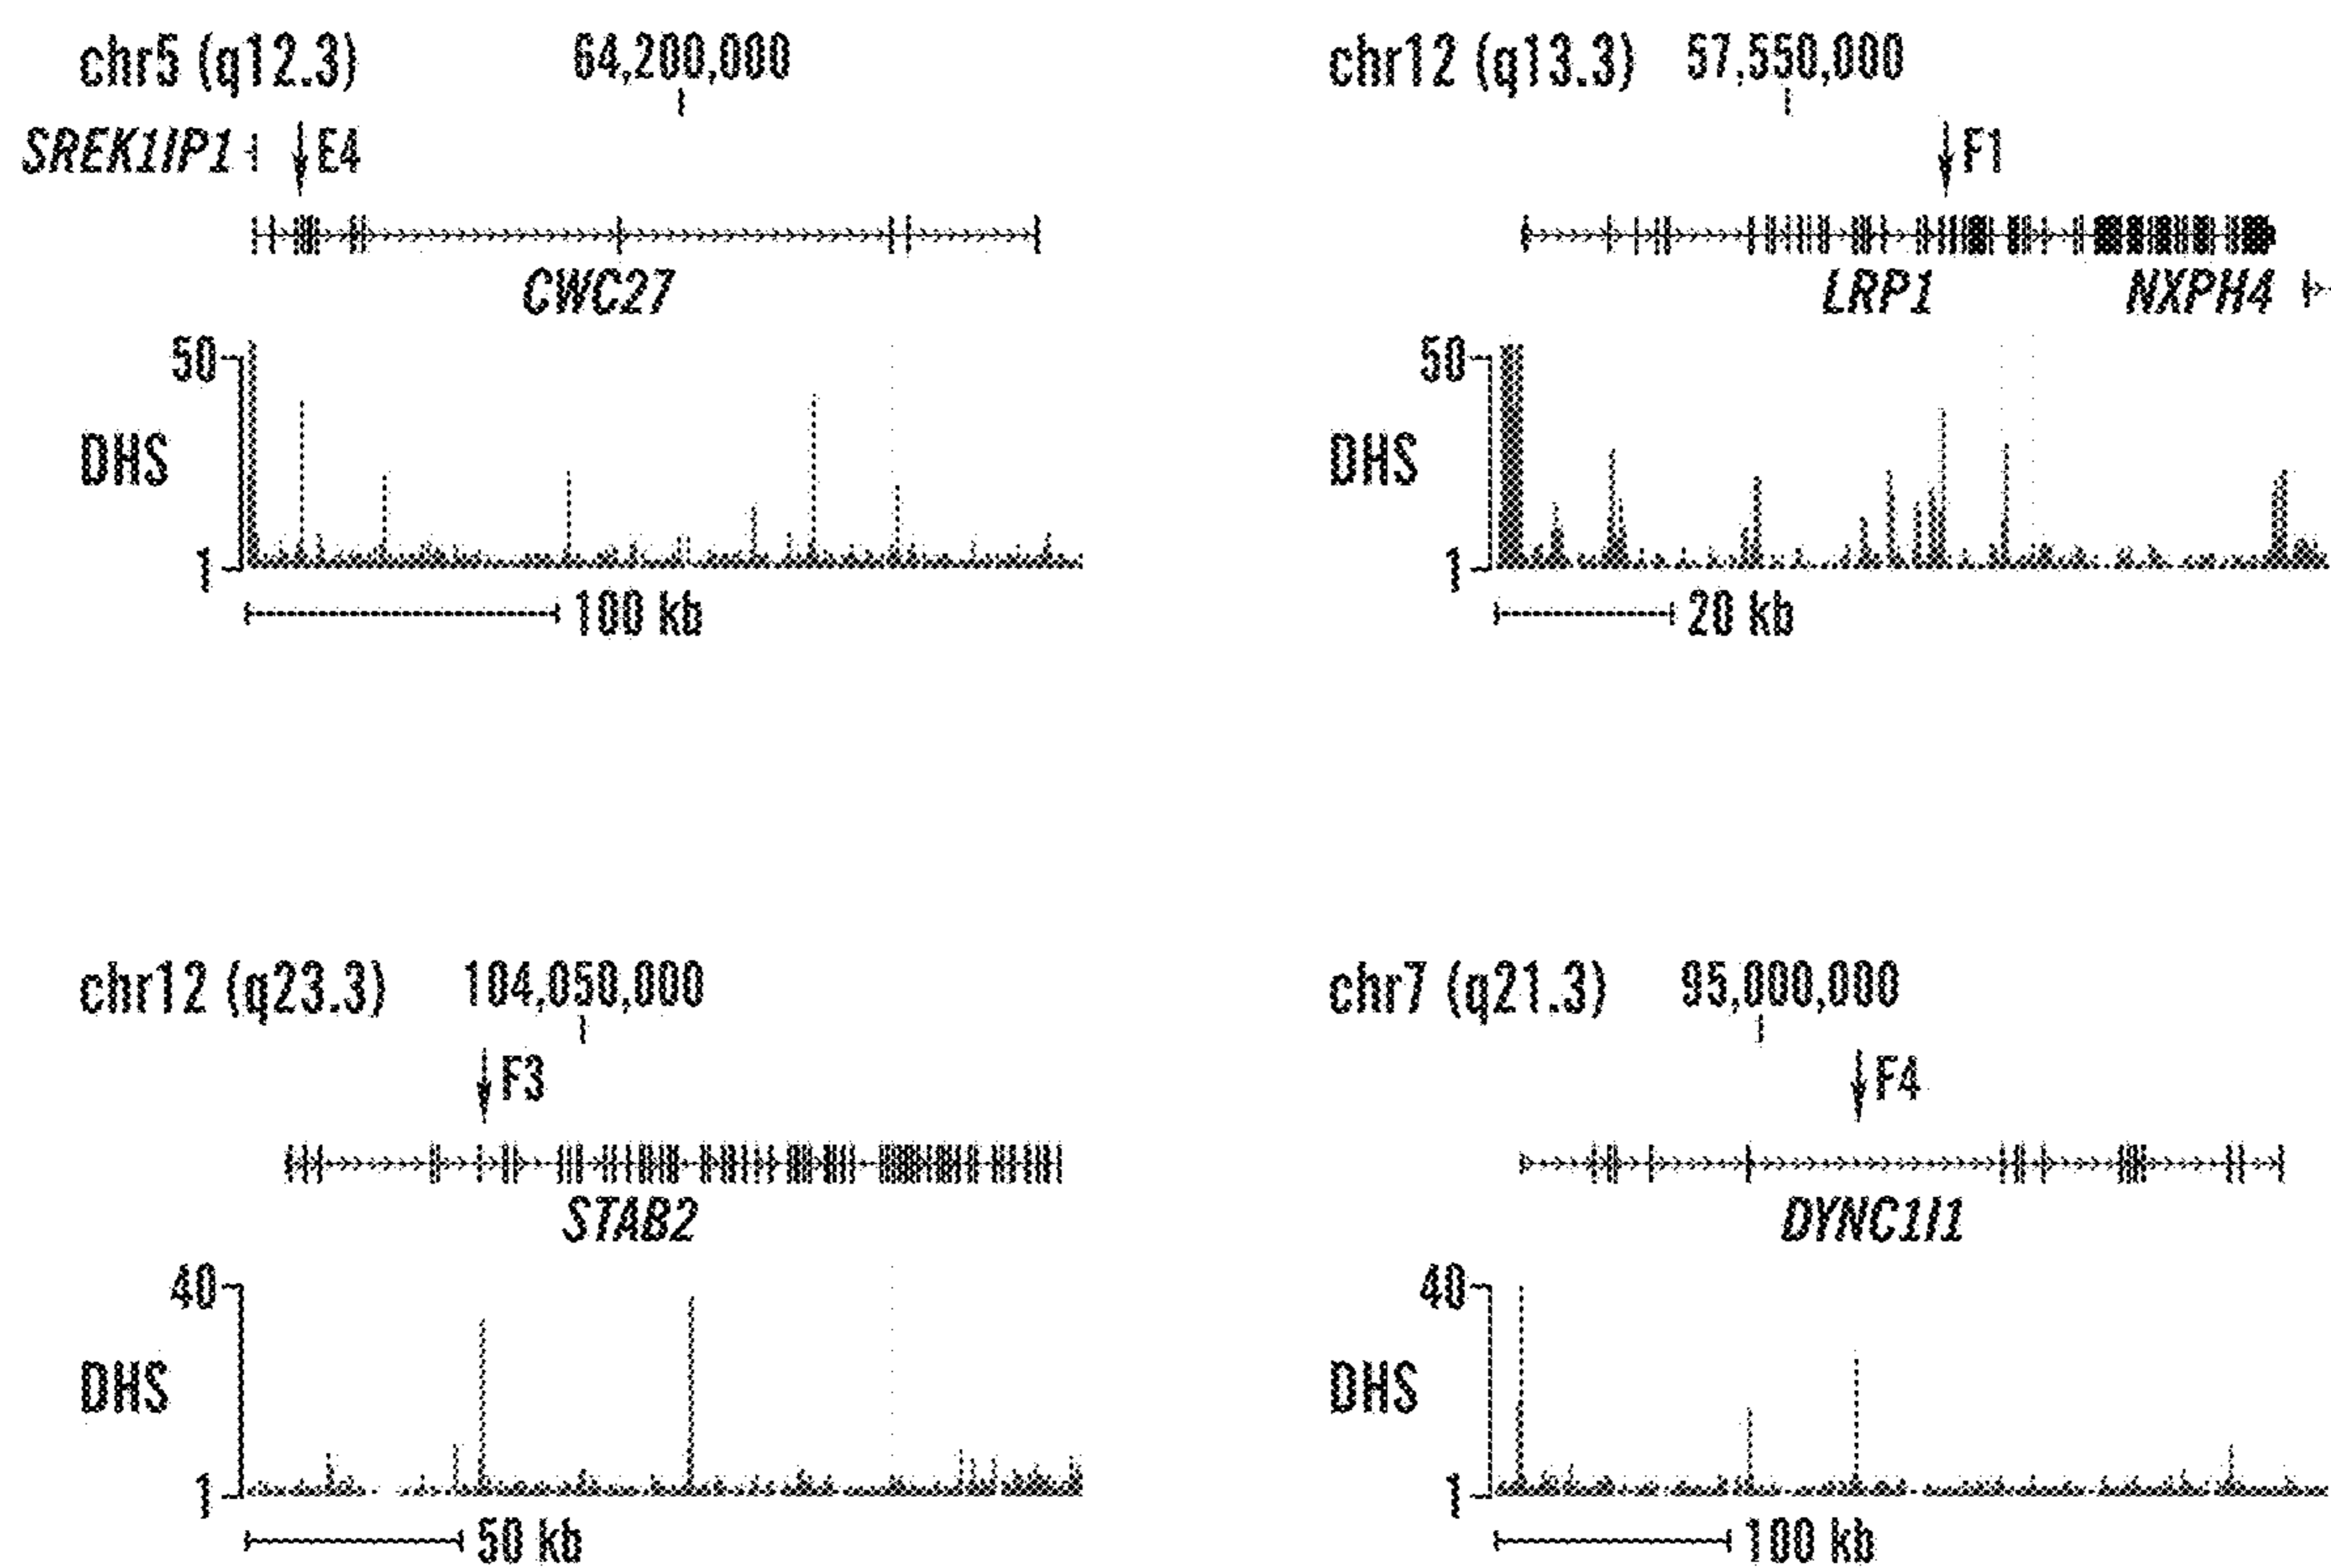 chr5 (q12.3) 64,200,000
SREK1IP1 E4
CWC27
50
DHS
1
100 kb
chr12 (q13.3) 57,550,000
F1
LRP1 NXPH4
50
DHS
1
20 kb
chr12 (q23.3) 104,050,000
F3
STAB2
40
DHS
1
50 kb
chr7 (q21.3) 95,000,000
F4
DYNC1I1
40
DHS
1
100 kb